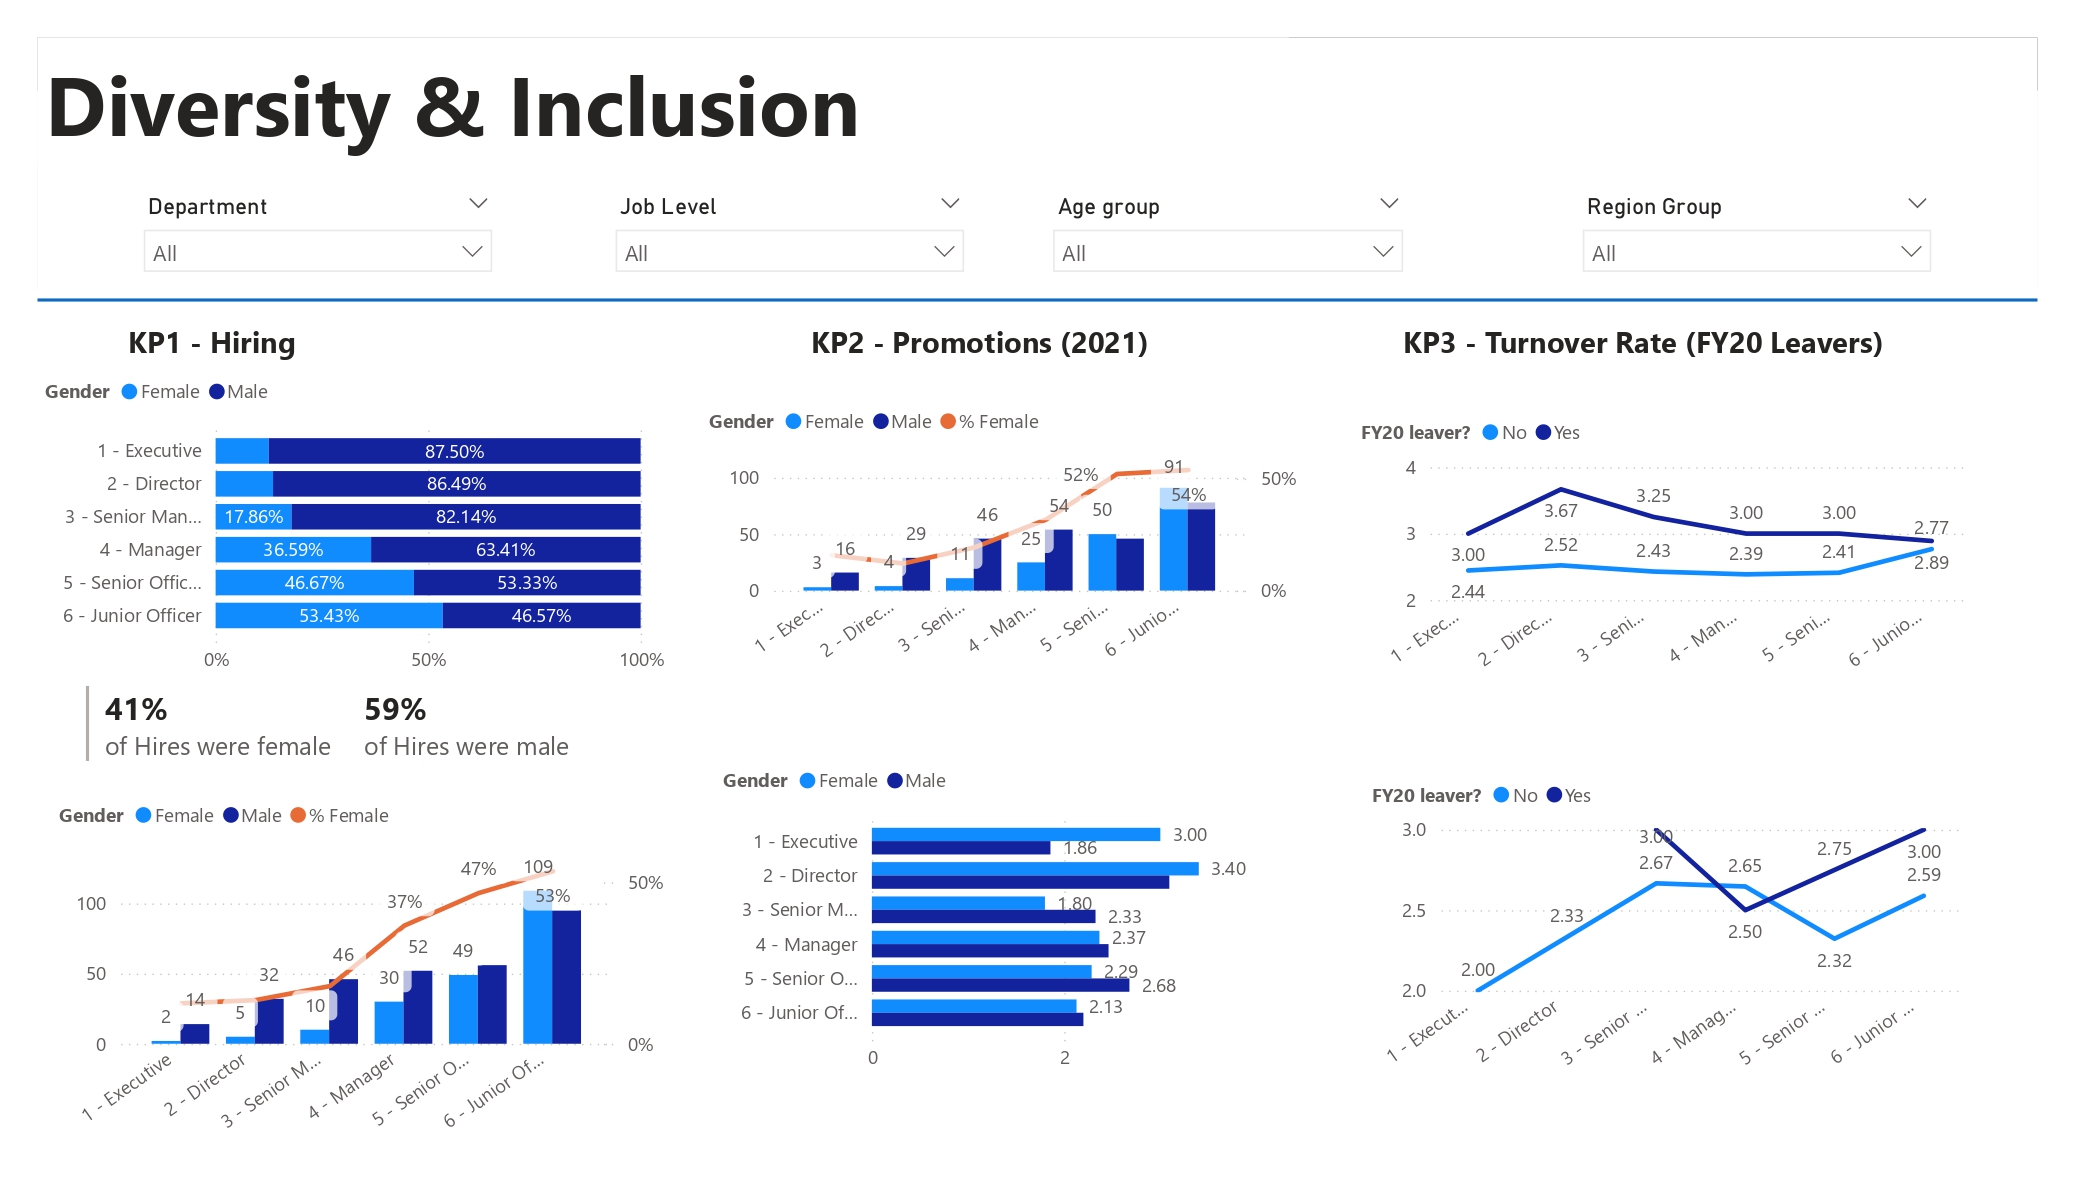 Diversity & Inclusion
Department
All
Job Level
All
Age group
All
Region Group
All
KP1 - Hiring
Gender Female Male
1 - Executive 87.50%
2 - Director 86.49%
3 - Senior Man... 17.86% 82.14%
4 - Manager 36.59% 63.41%
5 - Senior Offic... 46.67% 53.33%
6 - Junior Officer 53.43% 46.57%
0% 50% 100%
41% 59%
of Hires were female of Hires were male
Gender Female Male % Female
109
47% 53%
50%
37%
100
52 49
46
32 30
50
14 10
2 5
0 0%
1 - Executive 2 - Director 3 - Senior M... 4 - Manager 5 - Senior O... 6 - Junior Of...
KP2 - Promotions (2021)
Gender Female Male % Female
91
52%
100 50%
54%
46 54 50
29 25
50
16 11
3 4
0 0%
1 - Exec... 2 - Direc... 3 - Seni... 4 - Man... 5 - Seni... 6 - Junio...
Gender Female Male
1 - Executive 3.00
1.86
2 - Director 3.40
3 - Senior M... 1.80
2.33
4 - Manager 2.37
5 - Senior O... 2.29
2.68
6 - Junior Of... 2.13
0 2
KP3 - Turnover Rate (FY20 Leavers)
FY20 leaver? No Yes
4
3.67 3.25 3.00 3.00 2.77
3
3.00 2.52 2.43 2.39 2.41 2.89
2.44
2
1 - Exec... 2 - Direc... 3 - Seni... 4 - Man... 5 - Seni... 6 - Junio...
FY20 leaver? No Yes
3.0
3.00
2.75 3.00
2.67 2.65 2.59
2.5
2.33
2.50
2.00 2.32
2.0
1 - Execut... 2 - Director 3 - Senior ... 4 - Manag... 5 - Senior ... 6 - Junior ...